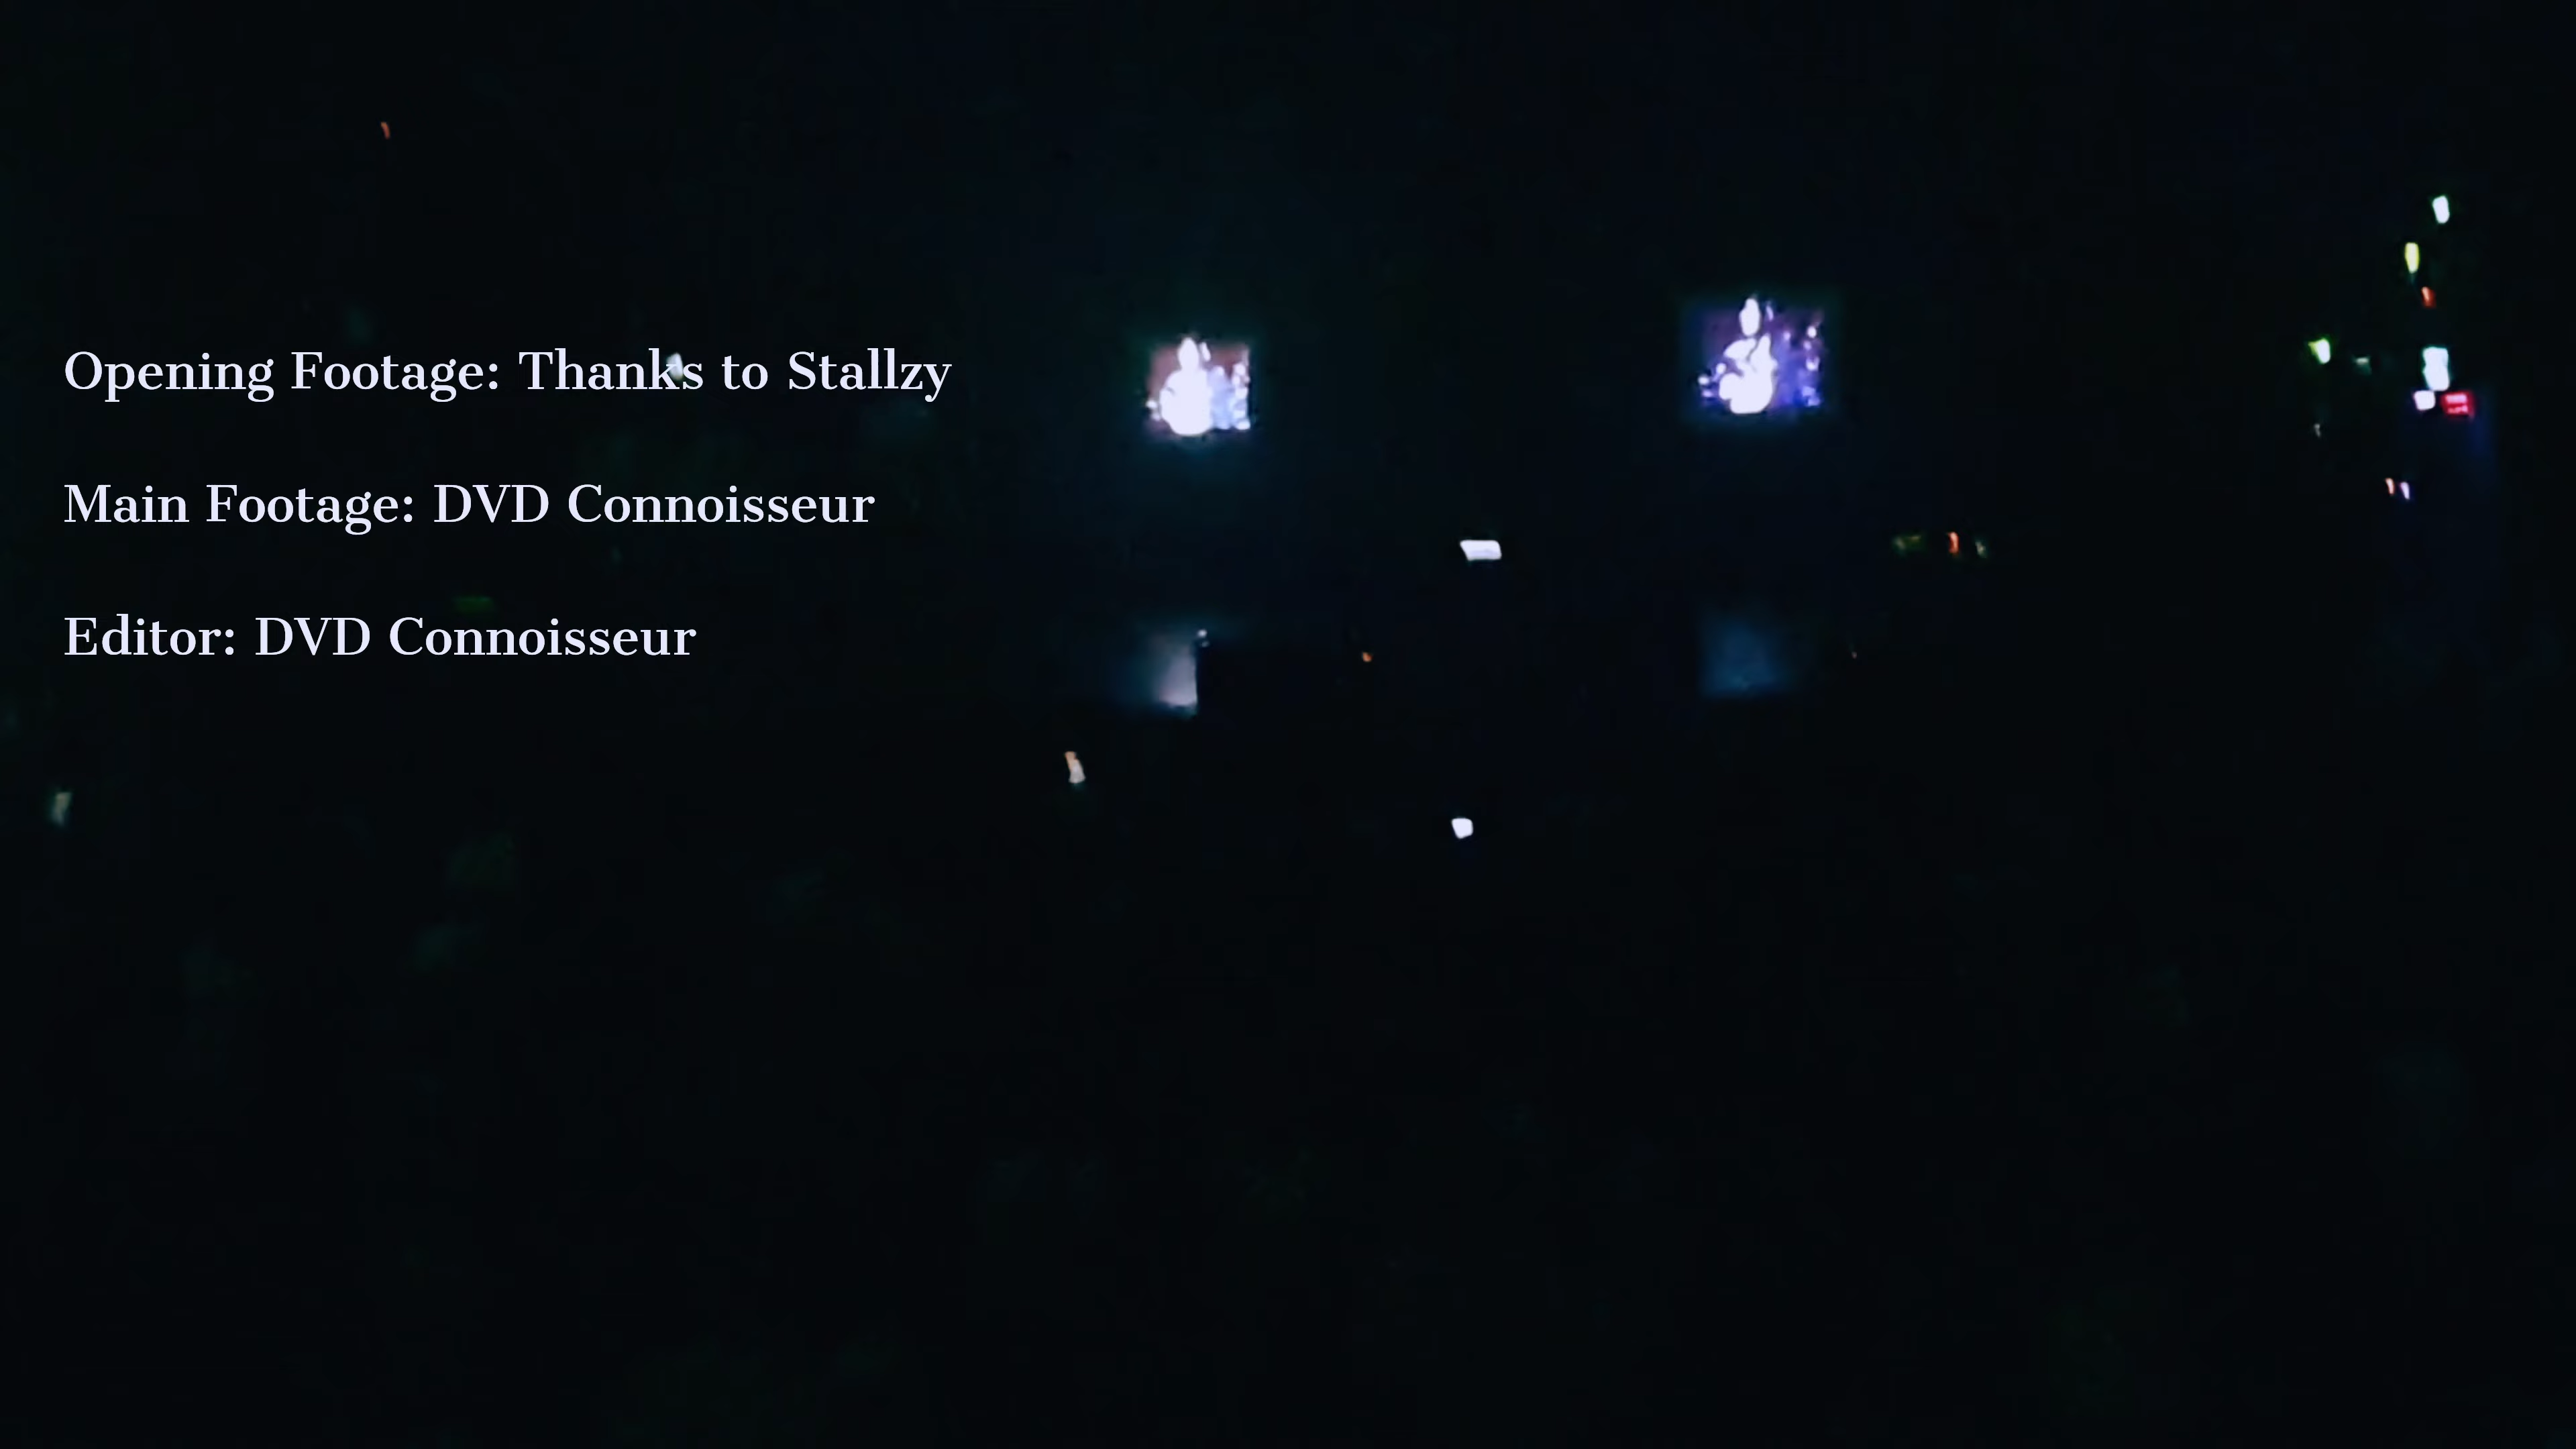 Opening Footage: Thanks to Stallzy
Main Footage: DVD Connoisseur
Editor: DVD Connoisseur